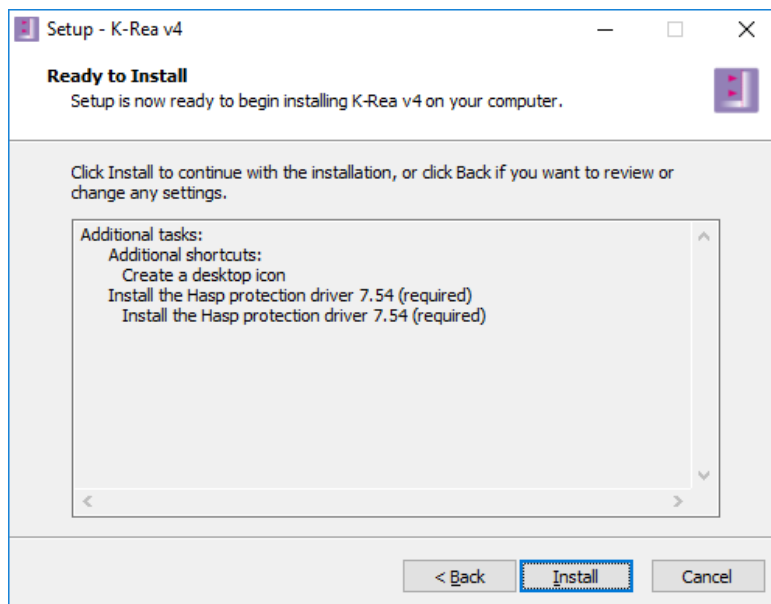 Setup - K-Rea v4
Ready to Install
Setup is now ready to begin installing K-Rea v4 on your computer.
Click Install to continue with the installation, or click Back if you want to review or
change any settings.
Additional tasks:
Additional shortcuts:
Create a desktop icon
Install the Hasp protection driver 7.54 (required)
Install the Hasp protection driver 7.54 (required)
< Back Install Cancel